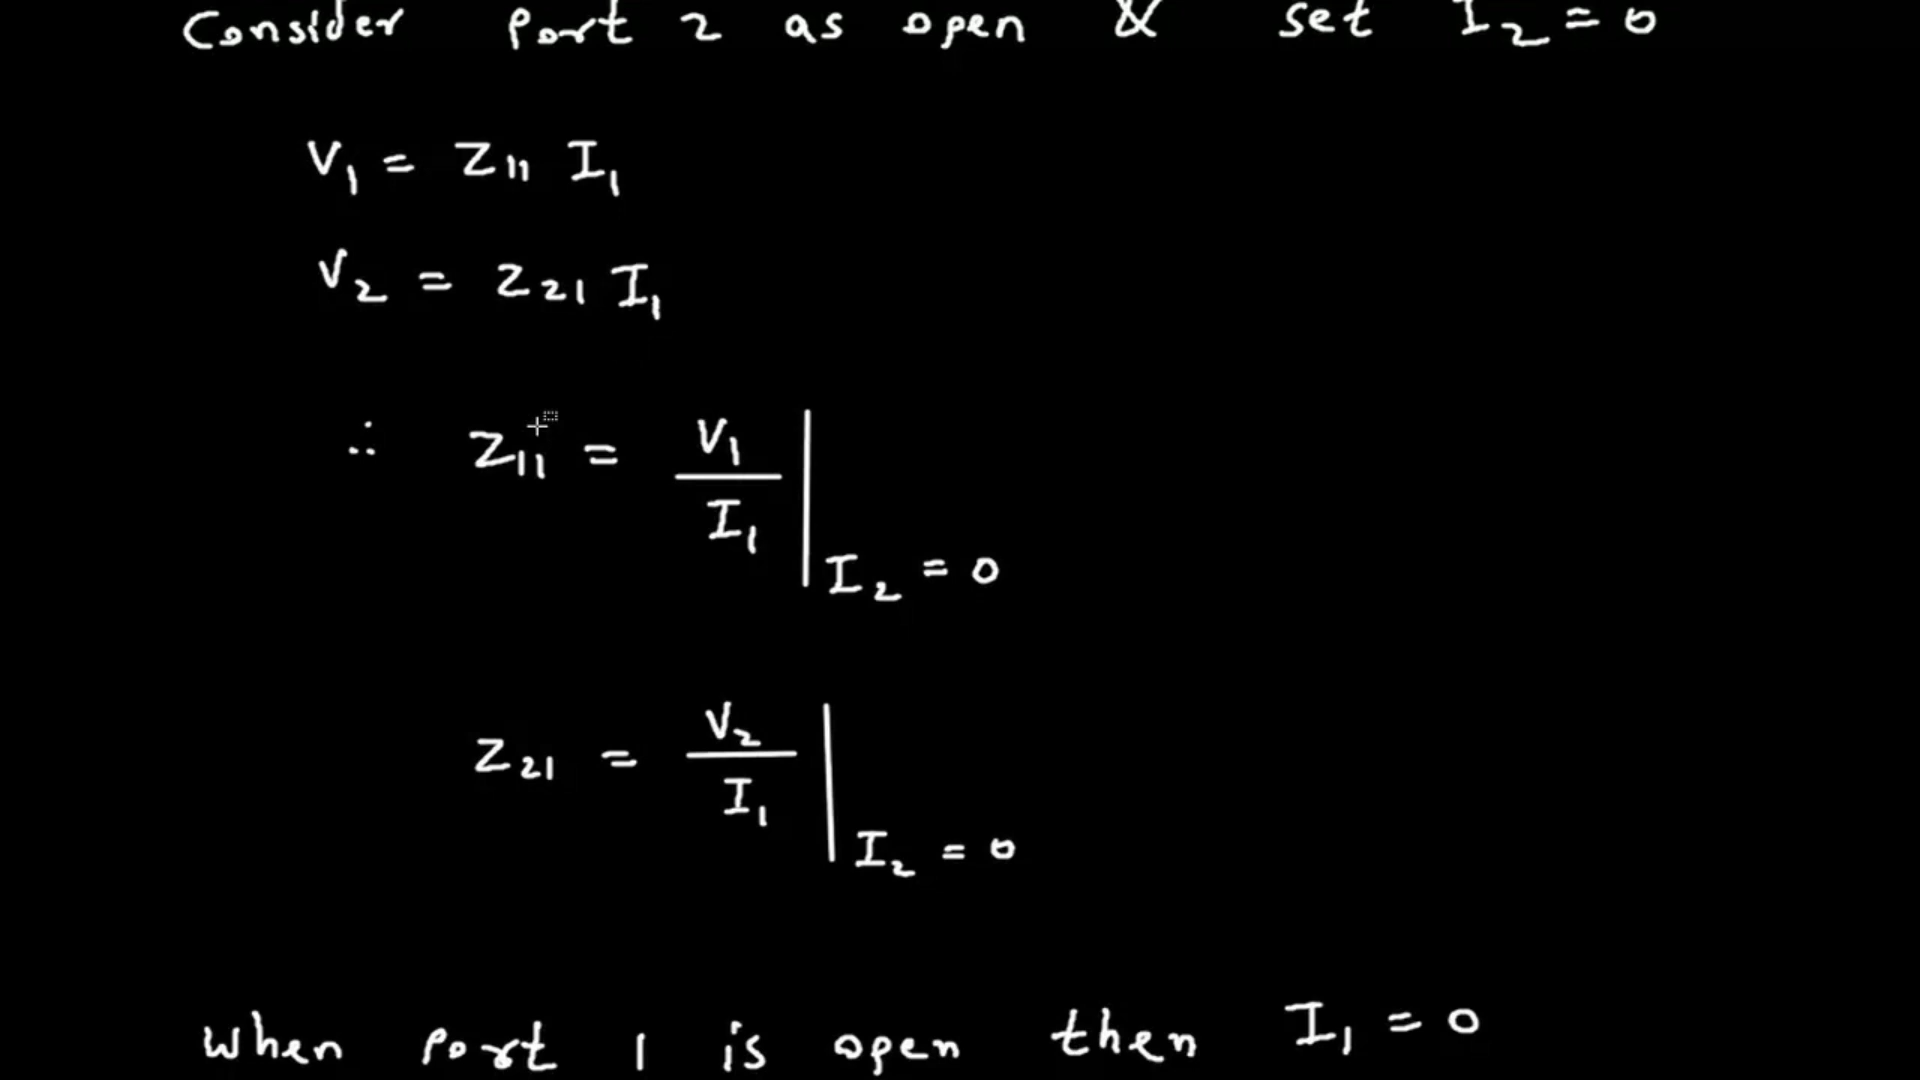 Consider Port 2 as open & set I₂ = 0
V₁ = Z₁₁ I₁
V₂ = Z₂₁ I₁
∴ Z₁₁ = V₁ / I₁ | I₂ = 0
Z₂₁ = V₂ / I₁ | I₂ = 0
When Port 1 is open then I₁ = 0